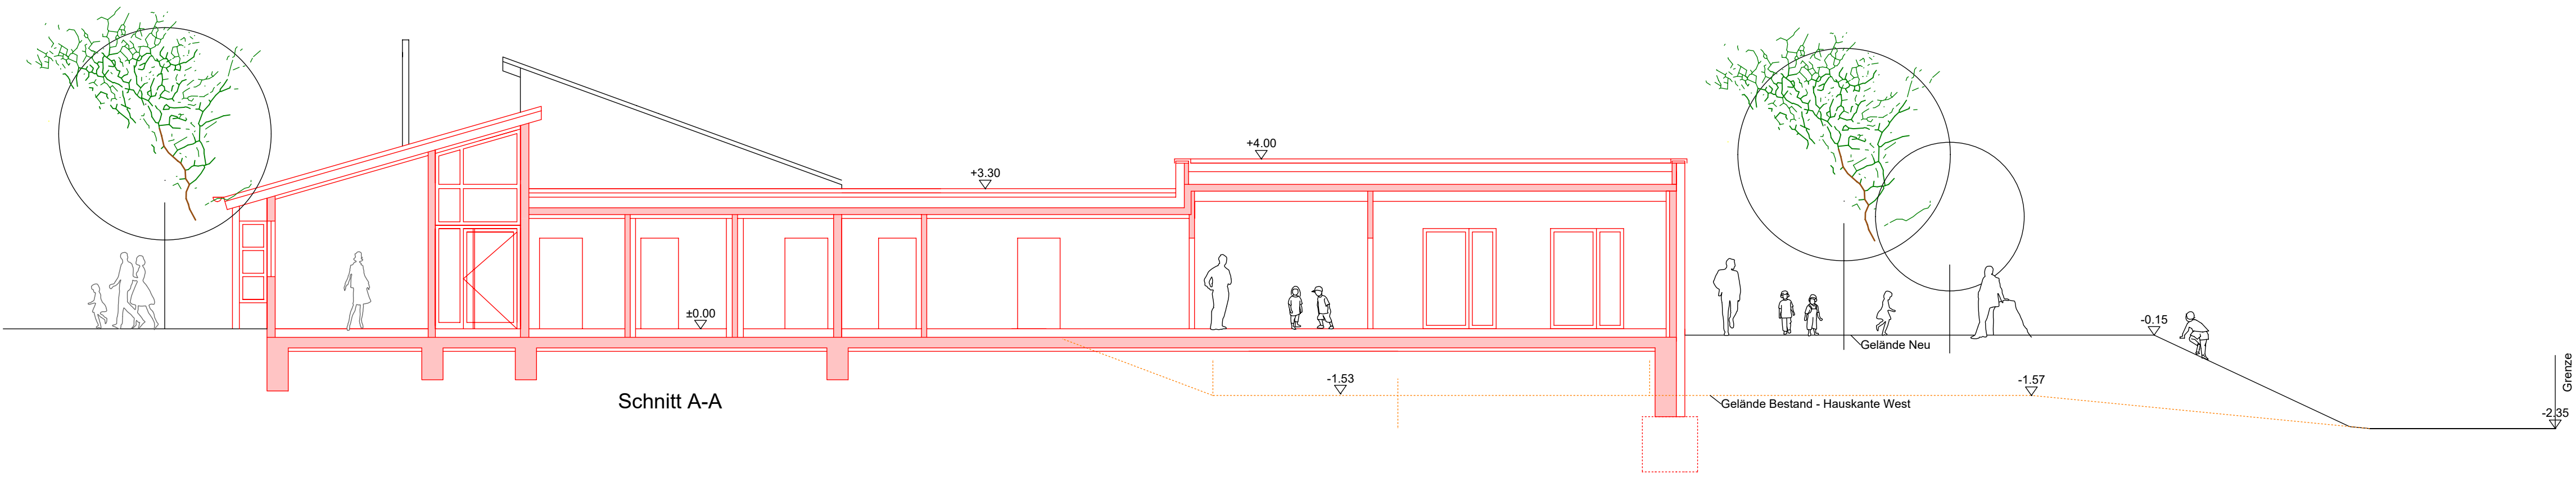 +4.00
+3.30
±0.00
-0.15
Gelände Neu
Grenze
-1.53
-1.57
Schnitt A-A
Gelände Bestand - Hauskante West
-2.35